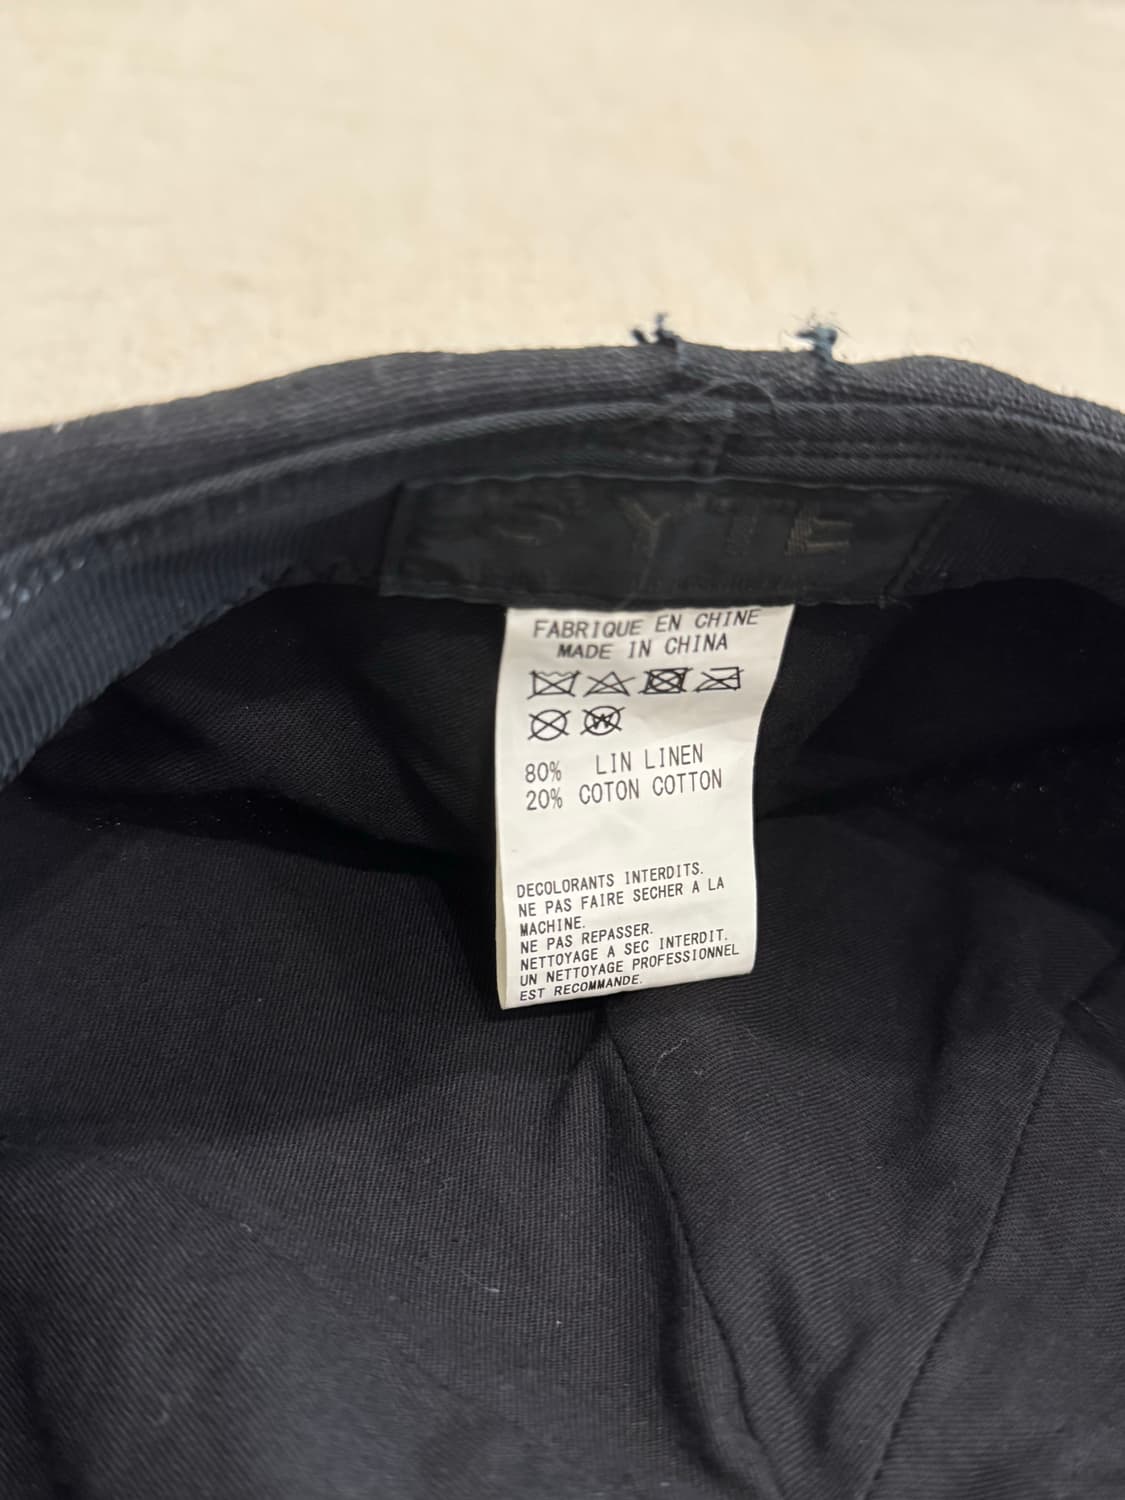 FABRIQUE EN CHINE
MADE IN CHINA
W
80% LIN LINEN
20% COTON COTTON
DECOLORANTS INTERDITS.
NE PAS FAIRE SECHER A LA
MACHINE.
NE PAS REPASSER.
NETTOYAGE A SEC INTERDIT.
UN NETTOYAGE PROFESSIONNEL
EST RECOMMANDE.